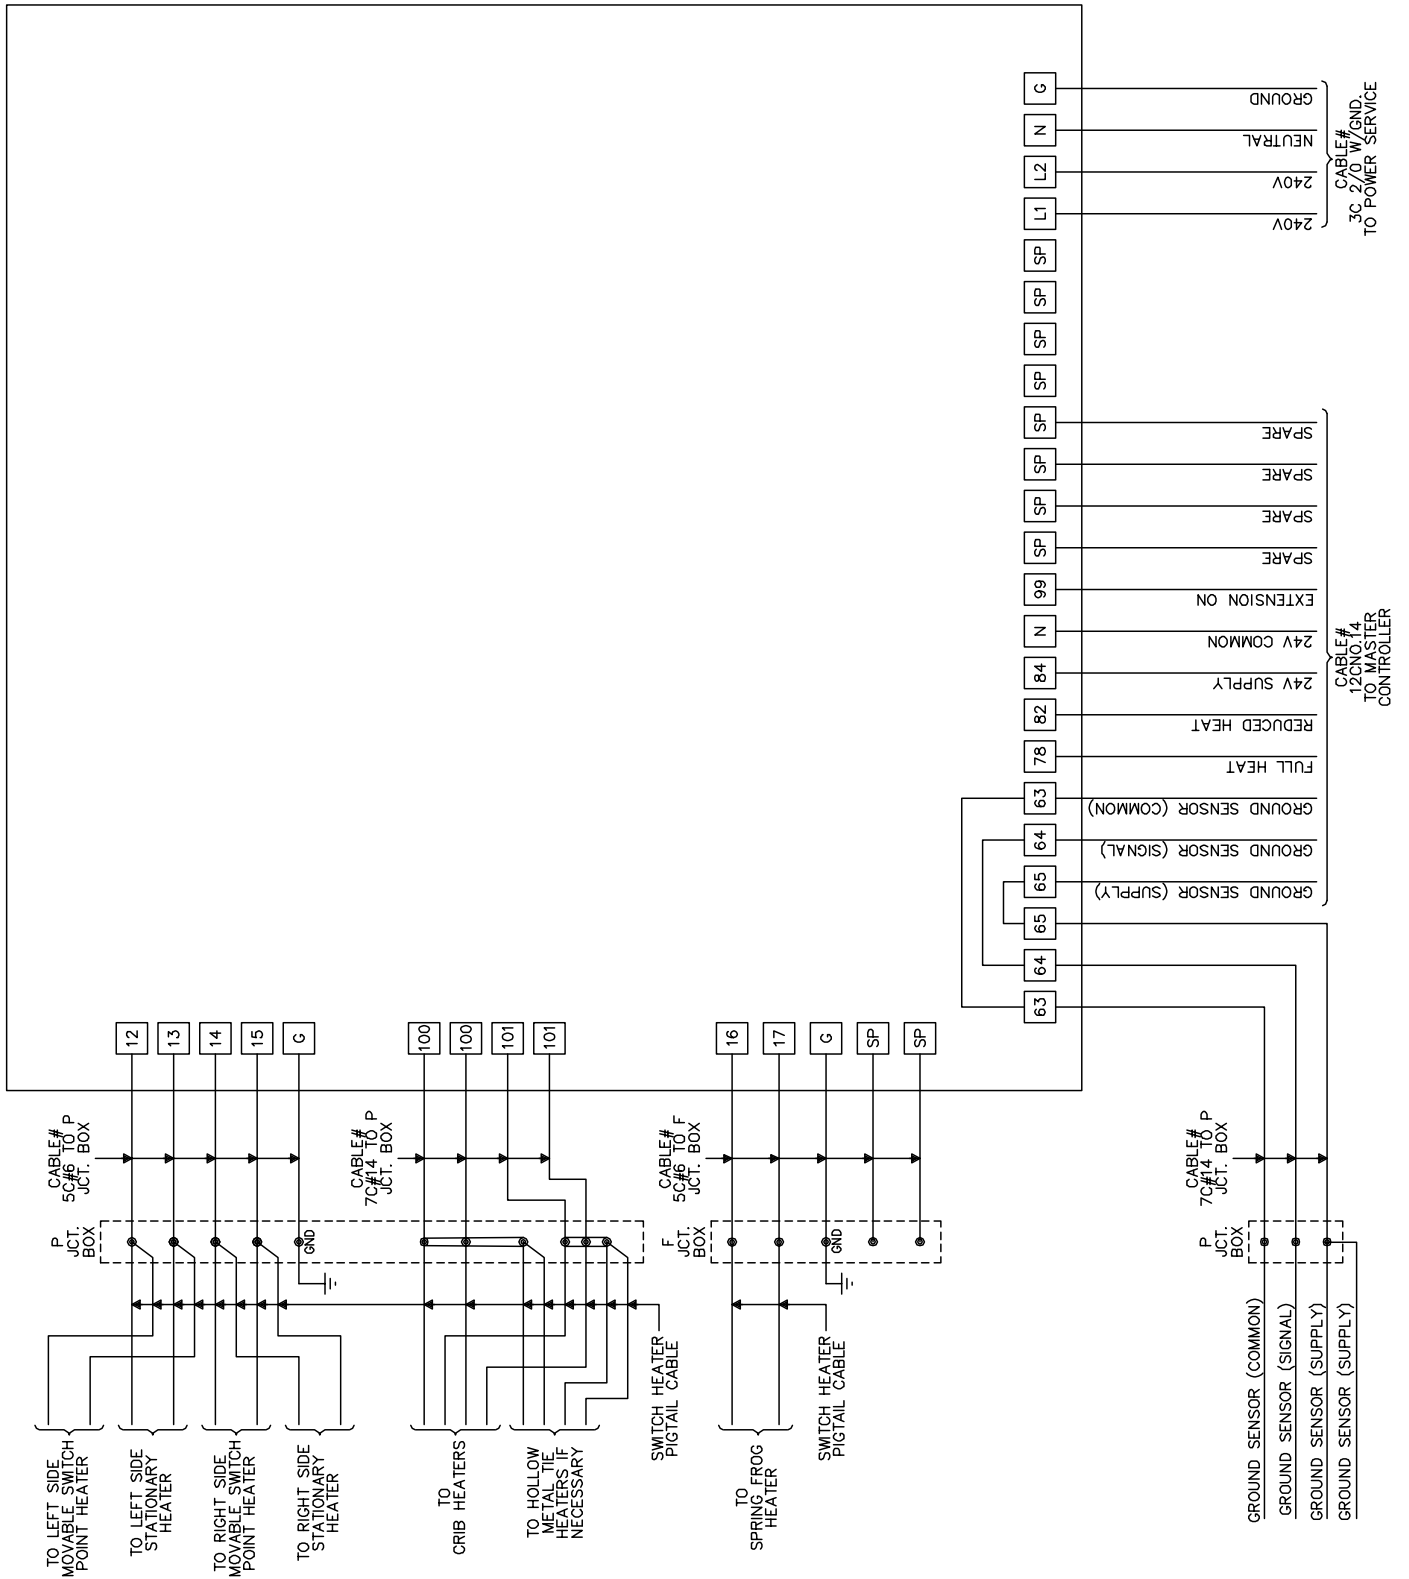 G
GROUND
N
NEUTRAL
L2
240V
L1
240V
CABLE#
3C 2/0 W/GND.
TO POWER SERVICE
SP
SP
SP
SP
SP
SPARE
SP
SPARE
SP
SPARE
SP
SPARE
99
EXTENSION ON
N
24V COMMON
84
24V SUPPLY
82
REDUCED HEAT
78
FULL HEAT
63
GROUND SENSOR (COMMON)
64
GROUND SENSOR (SIGNAL)
65
GROUND SENSOR (SUPPLY)
CABLE#
12CNO.14
TO MASTER
CONTROLLER
65
64
63
12
13
14
15
G
100
100
101
101
16
17
G
SP
SP
CABLE#
5C#6 TO P
JCT. BOX
CABLE#
7C#14 TO P
JCT. BOX
CABLE#
5C#6 TO F
JCT. BOX
CABLE#
7C#14 TO P
JCT. BOX
P
JCT.
BOX
GND
F
JCT.
BOX
GND
P
JCT.
BOX
SWITCH HEATER
PIGTAIL CABLE
SWITCH HEATER
PIGTAIL CABLE
TO LEFT SIDE
MOVABLE SWITCH
POINT HEATER
TO LEFT SIDE
STATIONARY
HEATER
TO RIGHT SIDE
MOVABLE SWITCH
POINT HEATER
TO RIGHT SIDE
STATIONARY
HEATER
TO
CRIB HEATERS
TO HOLLOW
METAL TIE
HEATERS IF
NECESSARY
TO
SPRING FROG
HEATER
GROUND SENSOR (COMMON)
GROUND SENSOR (SIGNAL)
GROUND SENSOR (SUPPLY)
GROUND SENSOR (SUPPLY)